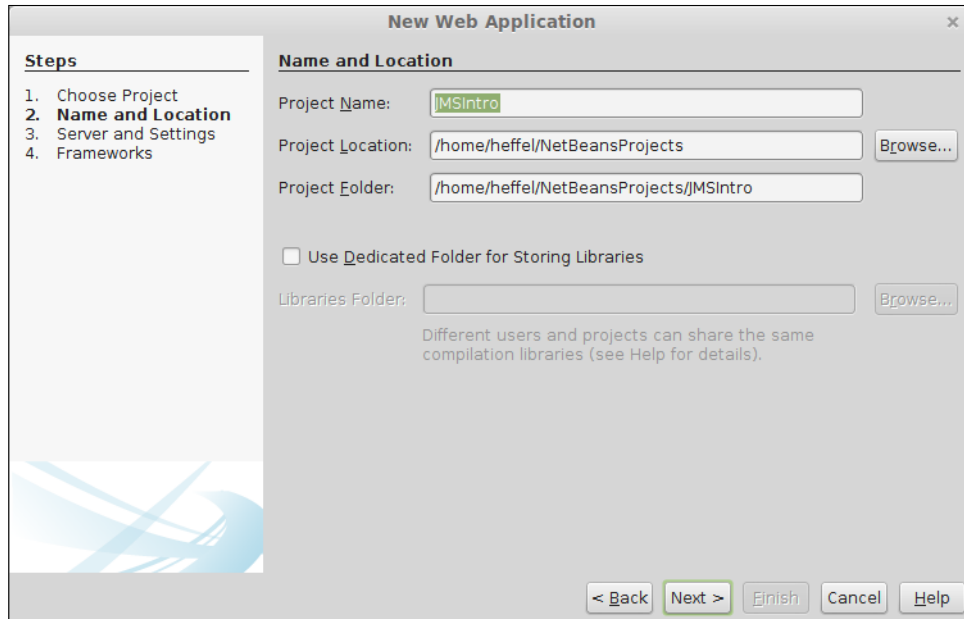 New Web Application
Steps
1. Choose Project
2. Name and Location
3. Server and Settings
4. Frameworks
Name and Location
Project Name: JMSIntro
Project Location: /home/heffel/NetBeansProjects Browse...
Project Folder: /home/heffel/NetBeansProjects/JMSIntro
Use Dedicated Folder for Storing Libraries
Libraries Folder: Browse...
Different users and projects can share the same
compilation libraries (see Help for details).
< Back Next > Finish Cancel Help